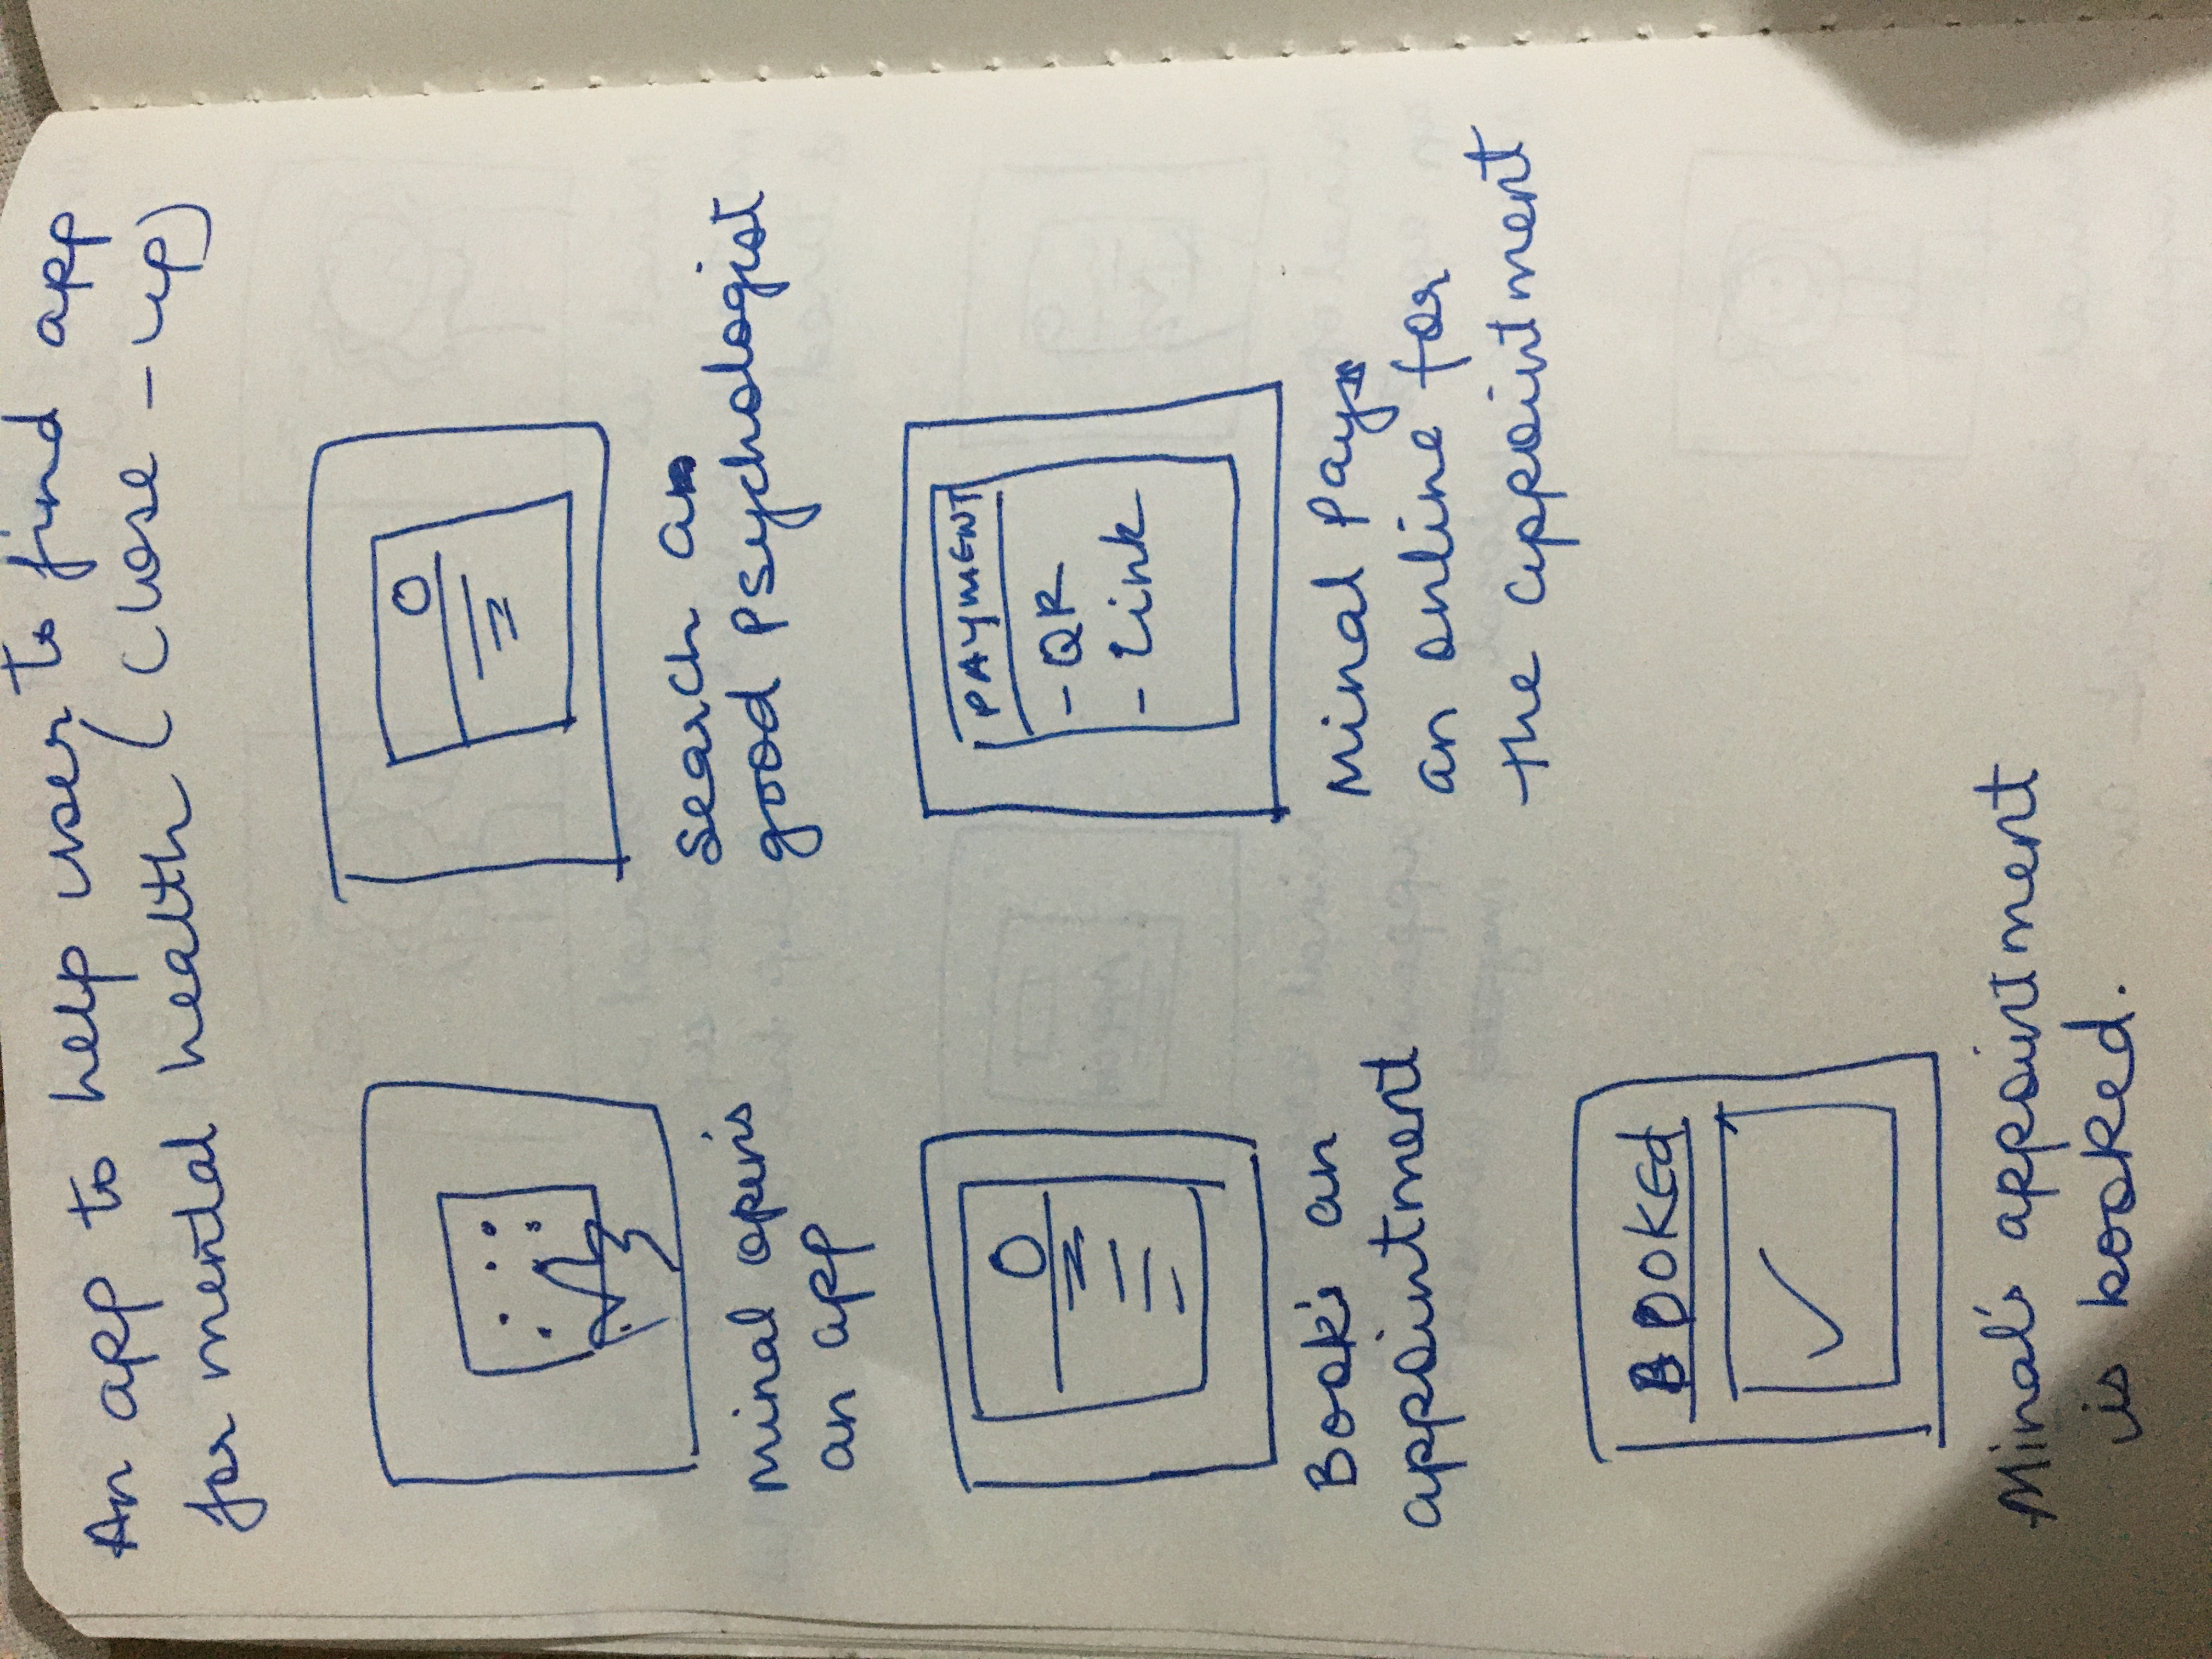 An app to help user to find app
for mental health (close-up)
Minal open's
an app
search a
good psychologist
Book's an
appointment
PAYMENT
- QR
- Link
Minal Pays
an online for
the appointment
BOOKEd
Minal's appointment
is booked.